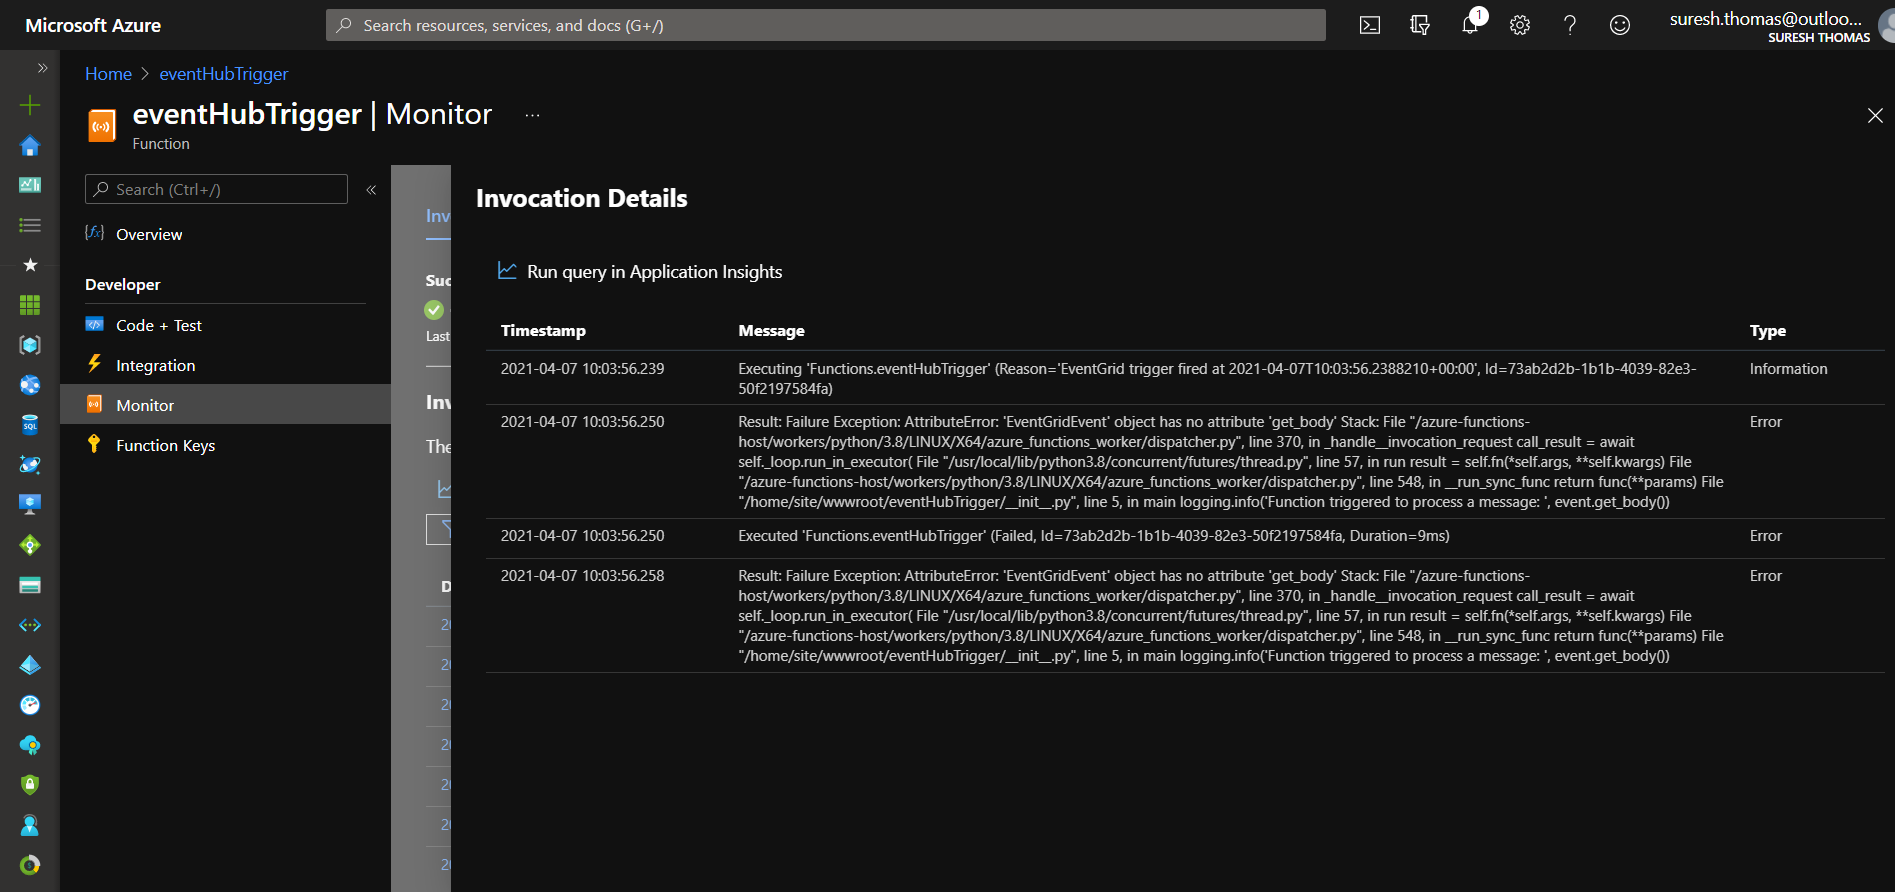 Microsoft Azure
Search resources, services, and docs (G+/)
1
suresh.thomas@outloo...
SURESH THOMAS
Home > eventHubTrigger
eventHubTrigger | Monitor ...
Function
Search (Ctrl+/)
Overview
Developer
Code + Test
Integration
Monitor
Function Keys
Inv
Suc
Last
Inv
The
D
20
20
20
20
20
20
20
Invocation Details
Run query in Application Insights
Timestamp Message Type
2021-04-07 10:03:56.239 Executing 'Functions.eventHubTrigger' (Reason='EventGrid trigger fired at 2021-04-07T10:03:56.2388210+00:00', Id=73ab2d2b-1b1b-4039-82e3- Information
50f2197584fa)
2021-04-07 10:03:56.250 Result: Failure Exception: AttributeError: 'EventGridEvent' object has no attribute 'get_body' Stack: File "/azure-functions- Error
host/workers/python/3.8/LINUX/X64/azure_functions_worker/dispatcher.py", line 370, in _handle__invocation_request call_result = await
self._loop.run_in_executor( File "/usr/local/lib/python3.8/concurrent/futures/thread.py", line 57, in run result = self.fn(*self.args, **self.kwargs) File
"/azure-functions-host/workers/python/3.8/LINUX/X64/azure_functions_worker/dispatcher.py", line 548, in __run_sync_func return func(**params) File
"/home/site/wwwroot/eventHubTrigger/__init__.py", line 5, in main logging.info('Function triggered to process a message: ', event.get_body())
2021-04-07 10:03:56.250 Executed 'Functions.eventHubTrigger' (Failed, Id=73ab2d2b-1b1b-4039-82e3-50f2197584fa, Duration=9ms) Error
2021-04-07 10:03:56.258 Result: Failure Exception: AttributeError: 'EventGridEvent' object has no attribute 'get_body' Stack: File "/azure-functions- Error
host/workers/python/3.8/LINUX/X64/azure_functions_worker/dispatcher.py", line 370, in _handle__invocation_request call_result = await
self._loop.run_in_executor( File "/usr/local/lib/python3.8/concurrent/futures/thread.py", line 57, in run result = self.fn(*self.args, **self.kwargs) File
"/azure-functions-host/workers/python/3.8/LINUX/X64/azure_functions_worker/dispatcher.py", line 548, in __run_sync_func return func(**params) File
"/home/site/wwwroot/eventHubTrigger/__init__.py", line 5, in main logging.info('Function triggered to process a message: ', event.get_body())